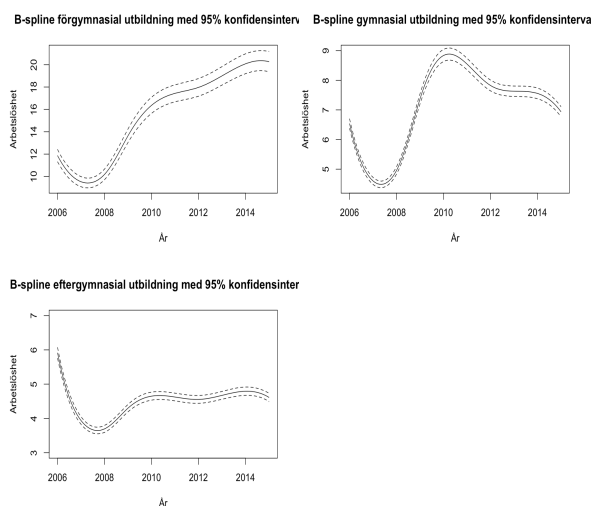 B-spline förgymnasial utbildning med 95% konfidensinterv
Arbetslöshet
20
18
16
14
12
10
2006 2008 2010 2012 2014
År
B-spline gymnasial utbildning med 95% konfidensinterva
Arbetslöshet
9
8
7
6
5
2006 2008 2010 2012 2014
År
B-spline eftergymnasial utbildning med 95% konfidensinter
Arbetslöshet
7
6
5
4
3
2006 2008 2010 2012 2014
År